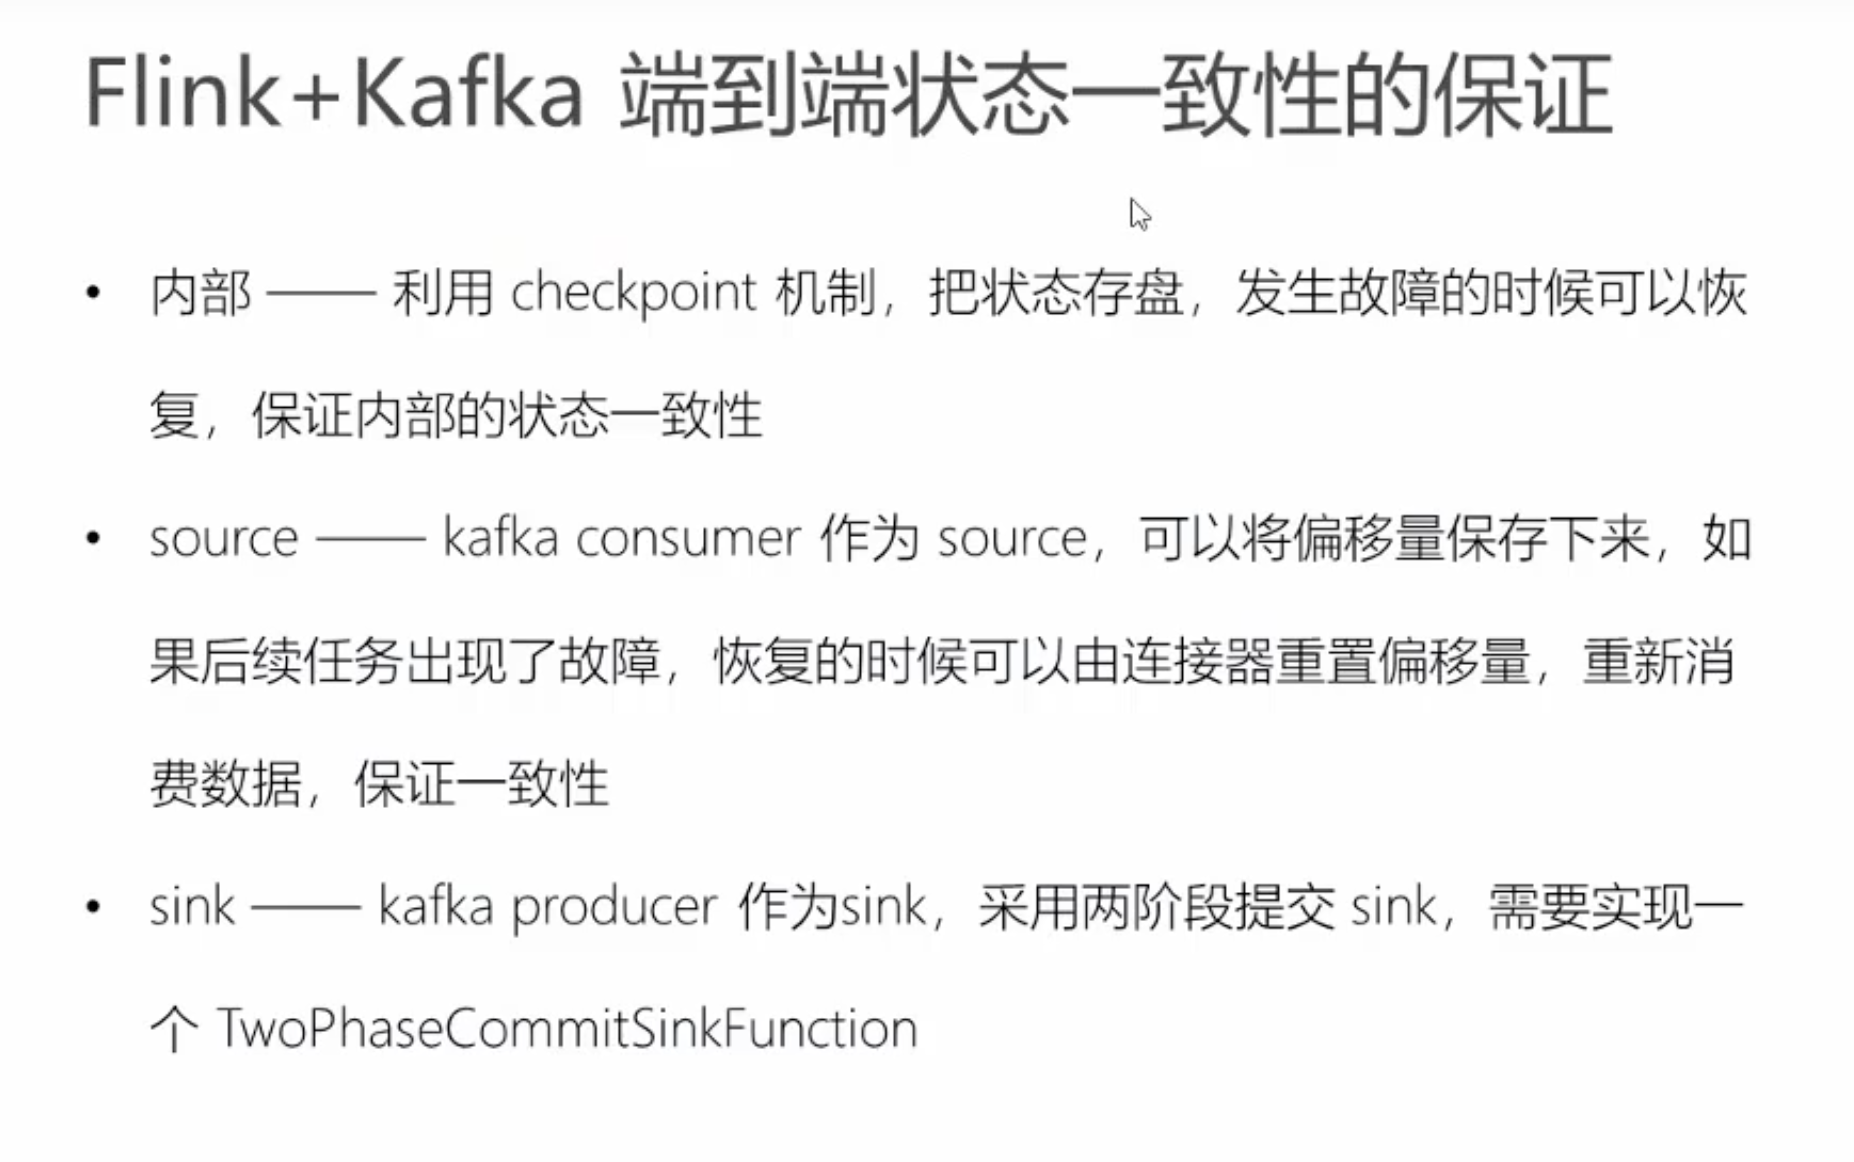 Flink+Kafka 端到端状态一致性的保证
• 内部 —— 利用 checkpoint 机制，把状态存盘，发生故障的时候可以恢
复，保证内部的状态一致性
• source —— kafka consumer 作为 source，可以将偏移量保存下来，如
果后续任务出现了故障，恢复的时候可以由连接器重置偏移量，重新消
费数据，保证一致性
• sink —— kafka producer 作为sink，采用两阶段提交 sink，需要实现一
个 TwoPhaseCommitSinkFunction